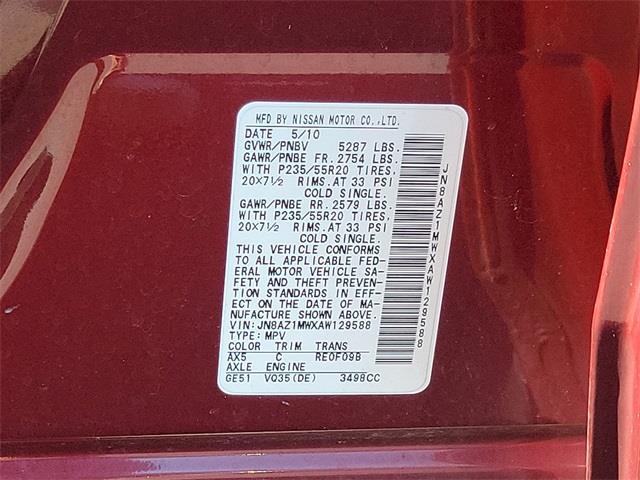 MFD BY NISSAN MOTOR CO.,LTD.
DATE 5/10
GVWR/PNBV 5287 LBS.
GAWR/PNBE FR. 2754 LBS.
WITH P235/55R20 TIRES,
20×7½ RIMS.AT 33 PSI
COLD SINGLE.
GAWR/PNBE RR. 2579 LBS.
WITH P235/55R20 TIRES,
20×7½ RIMS.AT 33 PSI
COLD SINGLE.
THIS VEHICLE CONFORMS
TO ALL APPLICABLE FED-
ERAL MOTOR VEHICLE SA-
FETY AND THEFT PREVEN-
TION STANDARDS IN EFF-
ECT ON THE DATE OF MA-
NUFACTURE SHOWN ABOVE.
VIN:JN8AZ1MWXAW129588
TYPE:MPV
COLOR TRIM TRANS
AX5 C RE0F09B
AXLE ENGINE
GE51 VQ35(DE) 3498CC
JN8AZ1MWXAW129588